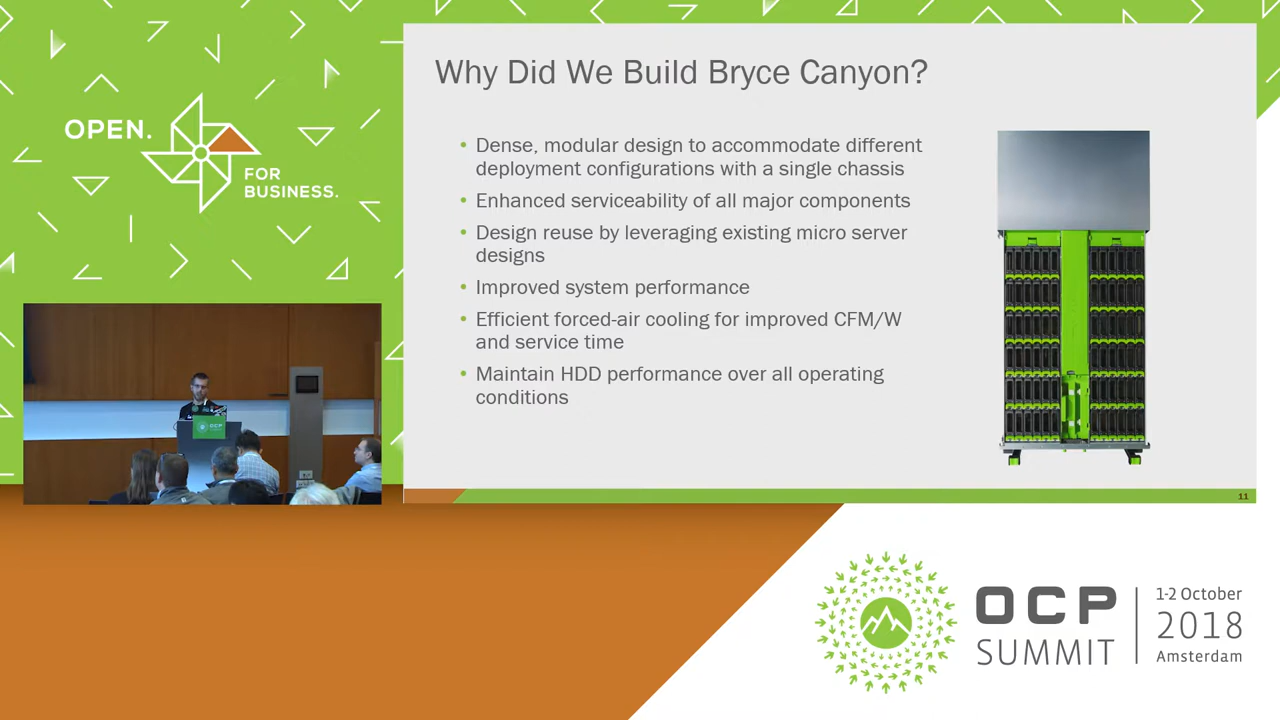 OPEN.
FOR
BUSINESS.
Why Did We Build Bryce Canyon?
• Dense, modular design to accommodate different
deployment configurations with a single chassis
• Enhanced serviceability of all major components
• Design reuse by leveraging existing micro server
designs
• Improved system performance
• Efficient forced-air cooling for improved CFM/W
and service time
• Maintain HDD performance over all operating
conditions
11
OCP
OCP
SUMMIT
1-2 October
2018
Amsterdam